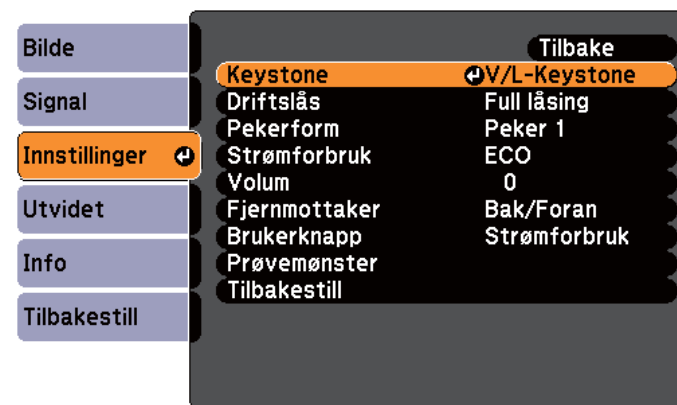 Bilde
Signal
Innstillinger
Utvidet
Info
Tilbakestill
Tilbake
Keystone V/L-Keystone
Driftslås Full låsing
Pekerform Peker 1
Strømforbruk ECO
Volum 0
Fjernmottaker Bak/Foran
Brukerknapp Strømforbruk
Prøvemønster
Tilbakestill